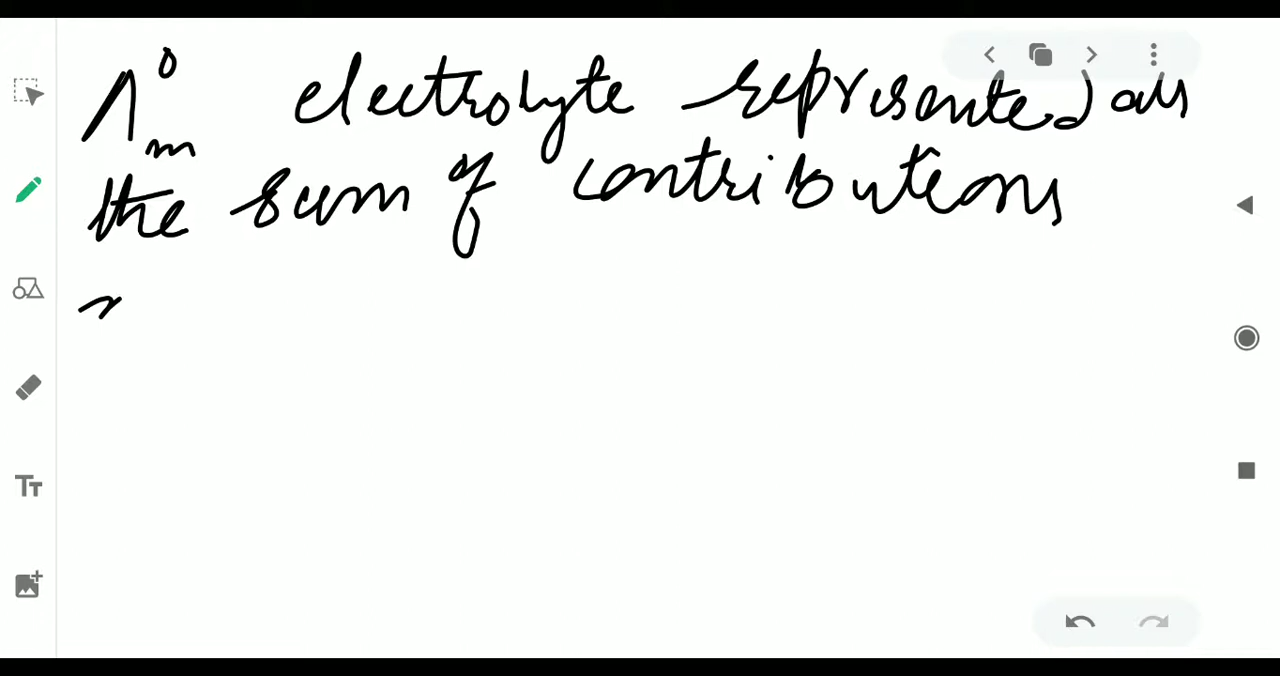 Λ°m electrolyte represented as
the sum of contributions